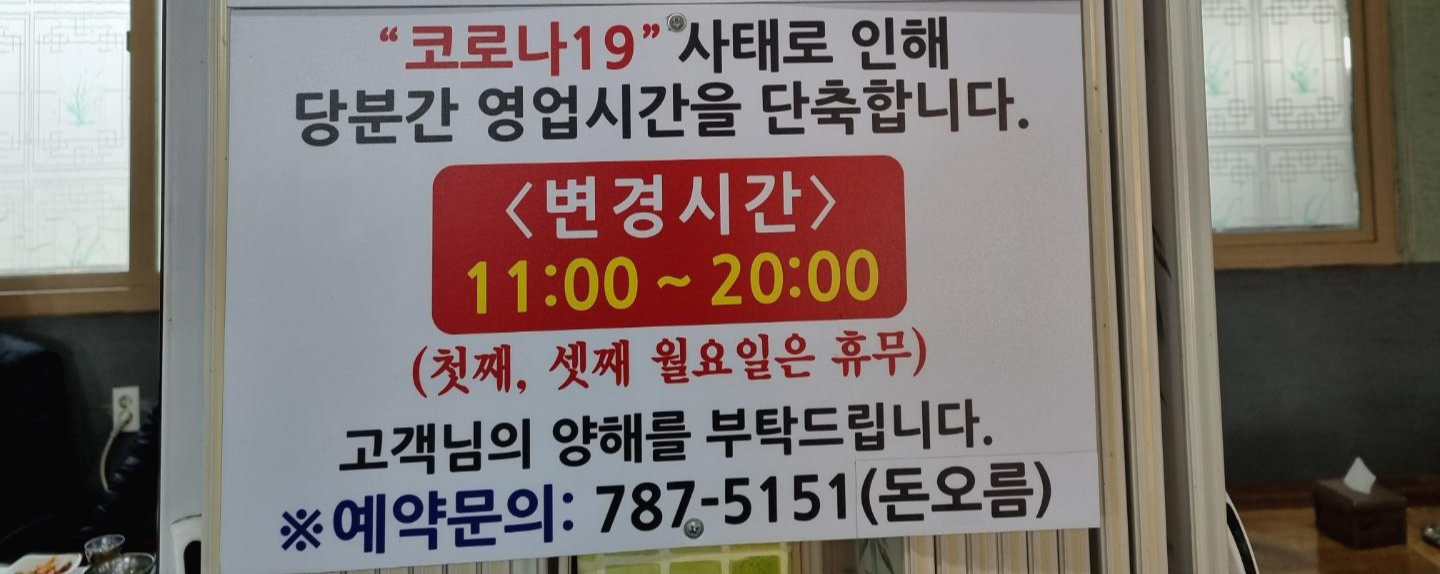 “코로나19” 사태로 인해
당분간 영업시간을 단축합니다.
〈변경시간〉
11:00 ~ 20:00
(첫째, 셋째 월요일은 휴무)
고객님의 양해를 부탁드립니다.
※예약문의: 787-5151(돈오름)